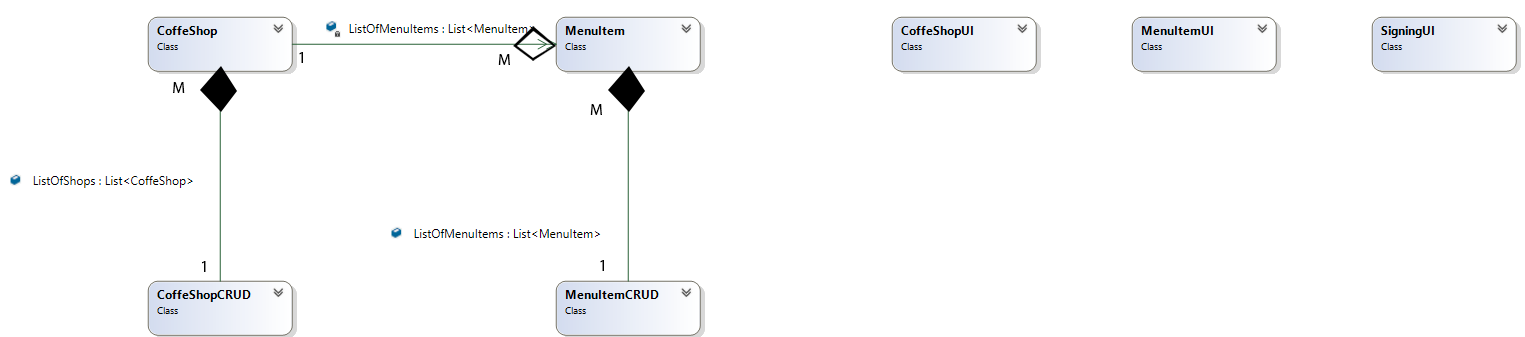 CoffeShop
Class
ListOfMenuItems : List<MenuItem>
1
M
MenuItem
Class
CoffeShopUI
Class
MenuItemUI
Class
SigningUI
Class
M
M
ListOfShops : List<CoffeShop>
ListOfMenuItems : List<MenuItem>
1
1
CoffeShopCRUD
Class
MenuItemCRUD
Class